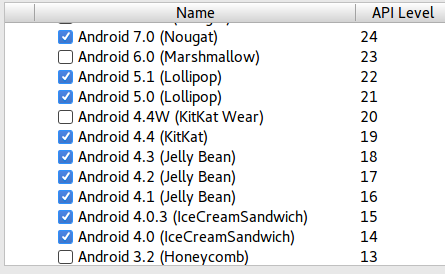 Name API Level
Android 7.0 (Nougat) 24
Android 6.0 (Marshmallow) 23
Android 5.1 (Lollipop) 22
Android 5.0 (Lollipop) 21
Android 4.4W (KitKat Wear) 20
Android 4.4 (KitKat) 19
Android 4.3 (Jelly Bean) 18
Android 4.2 (Jelly Bean) 17
Android 4.1 (Jelly Bean) 16
Android 4.0.3 (IceCreamSandwich) 15
Android 4.0 (IceCreamSandwich) 14
Android 3.2 (Honeycomb) 13